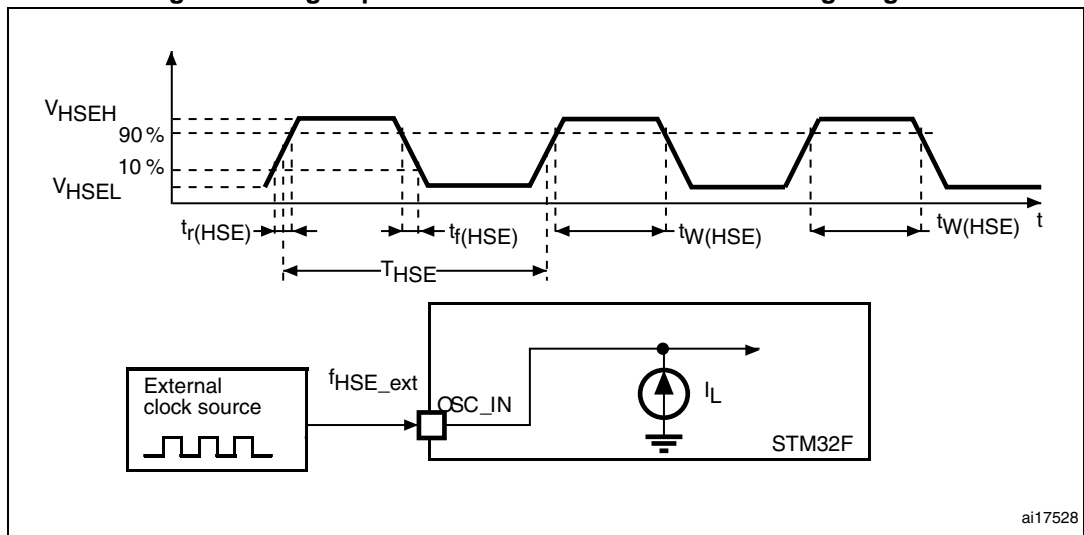 V_HSEH
90 %
10 %
V_HSEL
t_r(HSE)
t_f(HSE)
t_W(HSE)
t_W(HSE)
t
T_HSE
External
clock source
f_HSE_ext
OSC_IN
I_L
STM32F
ai17528